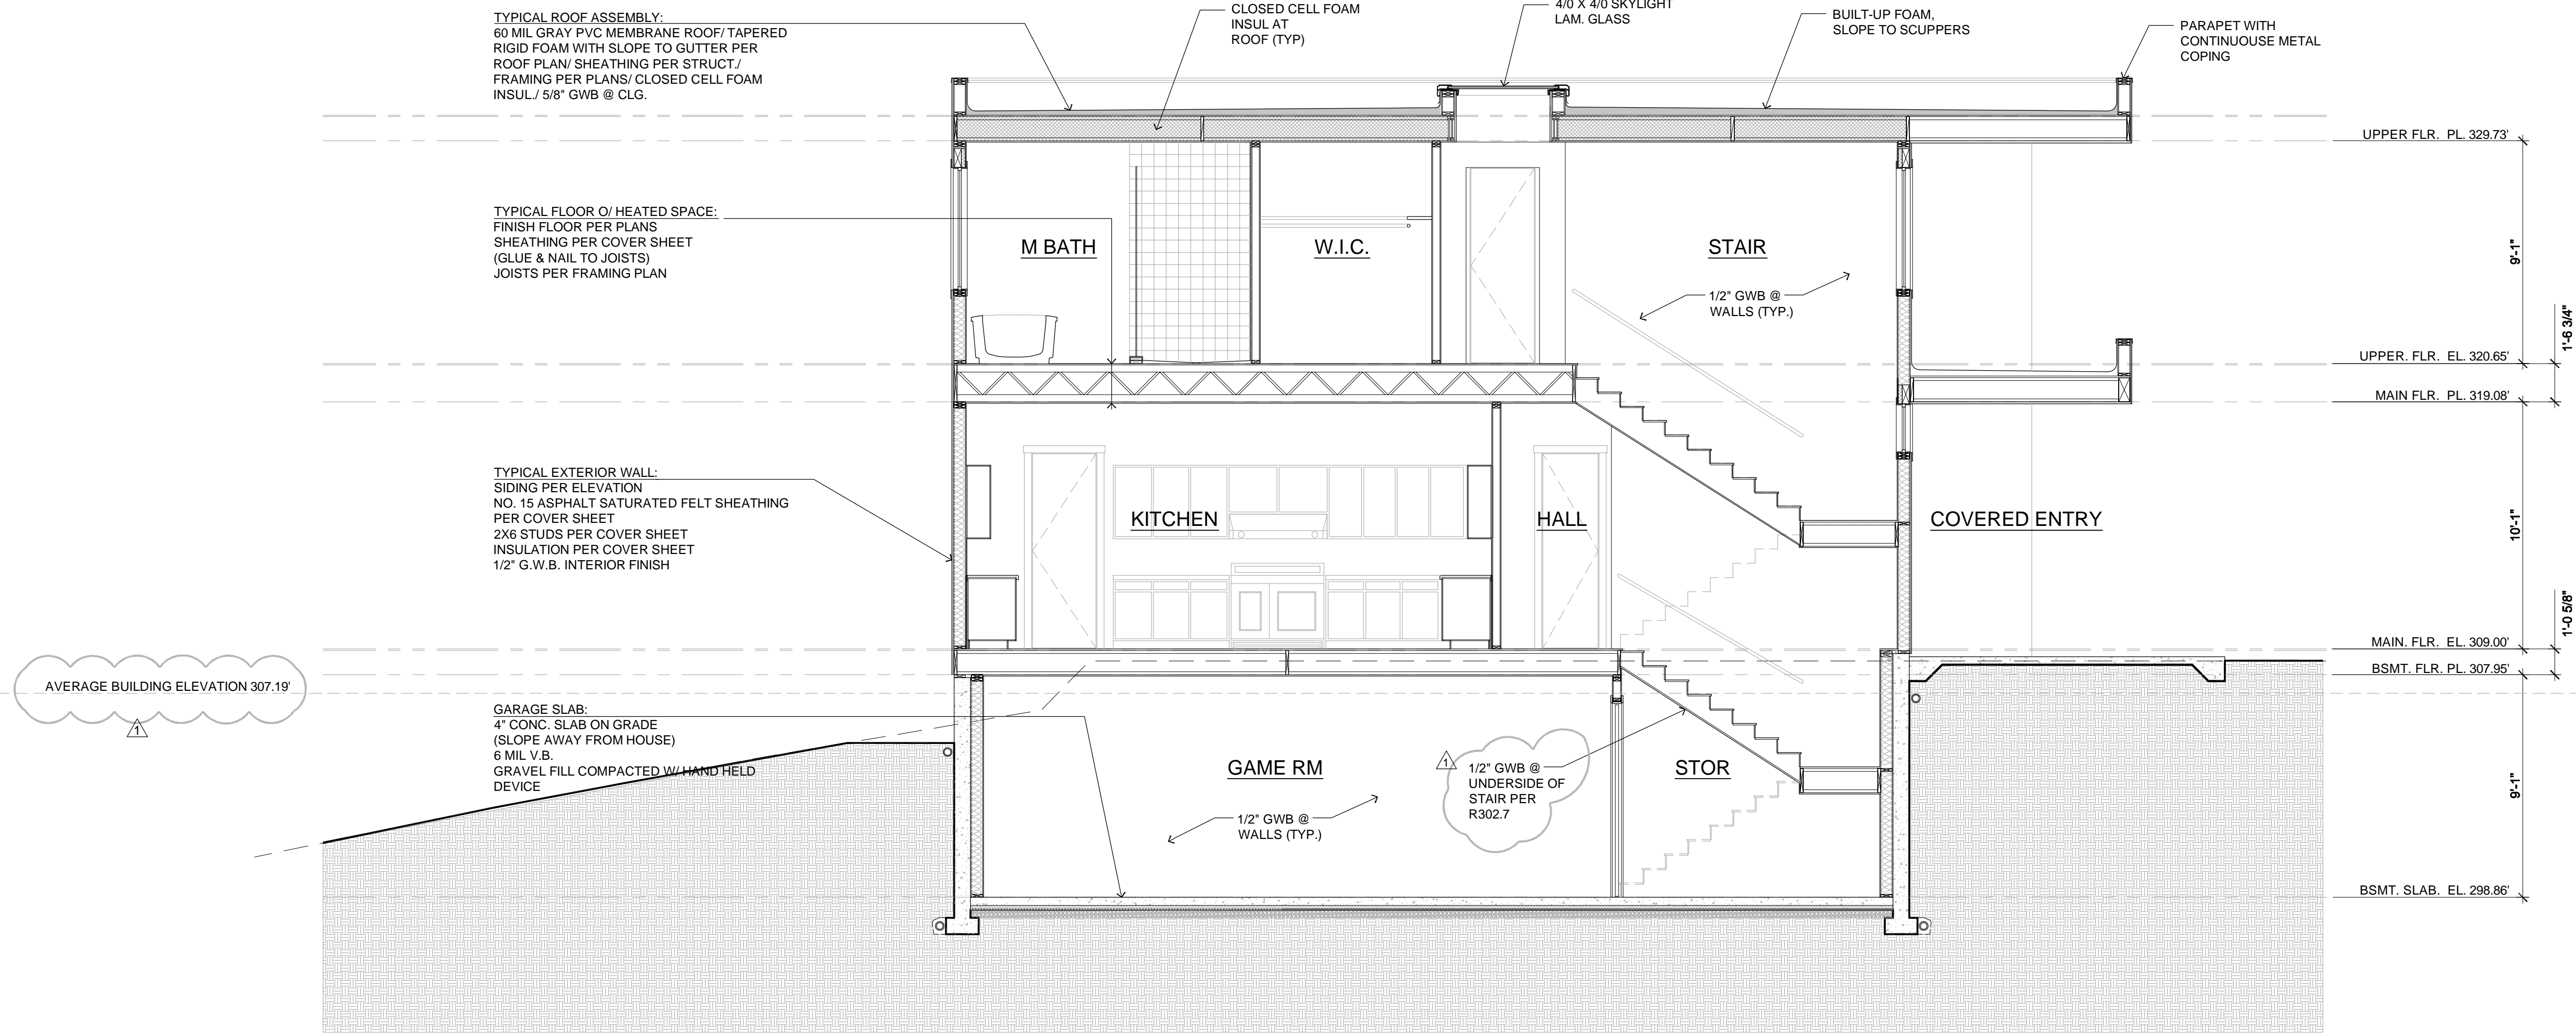 TYPICAL ROOF ASSEMBLY:
60 MIL GRAY PVC MEMBRANE ROOF/ TAPERED
RIGID FOAM WITH SLOPE TO GUTTER PER
ROOF PLAN/ SHEATHING PER STRUCT./
FRAMING PER PLANS/ CLOSED CELL FOAM
INSUL./ 5/8" GWB @ CLG.
CLOSED CELL FOAM
INSUL AT
ROOF (TYP)
4/0 X 4/0 SKYLIGHT
LAM. GLASS
BUILT-UP FOAM,
SLOPE TO SCUPPERS
PARAPET WITH
CONTINUOUSE METAL
COPING
UPPER FLR. PL. 329.73'
TYPICAL FLOOR O/ HEATED SPACE:
FINISH FLOOR PER PLANS
SHEATHING PER COVER SHEET
(GLUE & NAIL TO JOISTS)
JOISTS PER FRAMING PLAN
M BATH
W.I.C.
STAIR
1/2" GWB @
WALLS (TYP.)
9'-1"
1'-6 3/4"
UPPER. FLR. EL. 320.65'
MAIN FLR. PL. 319.08'
TYPICAL EXTERIOR WALL:
SIDING PER ELEVATION
NO. 15 ASPHALT SATURATED FELT SHEATHING
PER COVER SHEET
2X6 STUDS PER COVER SHEET
INSULATION PER COVER SHEET
1/2" G.W.B. INTERIOR FINISH
KITCHEN
HALL
COVERED ENTRY
10'-1"
1'-0 5/8"
MAIN. FLR. EL. 309.00'
BSMT. FLR. PL. 307.95'
AVERAGE BUILDING ELEVATION 307.19'
1
GARAGE SLAB:
4" CONC. SLAB ON GRADE
(SLOPE AWAY FROM HOUSE)
6 MIL V.B.
GRAVEL FILL COMPACTED W/ HAND HELD
DEVICE
GAME RM
1/2" GWB @
WALLS (TYP.)
1
1/2" GWB @
UNDERSIDE OF
STAIR PER
R302.7
STOR
9'-1"
BSMT. SLAB. EL. 298.86'